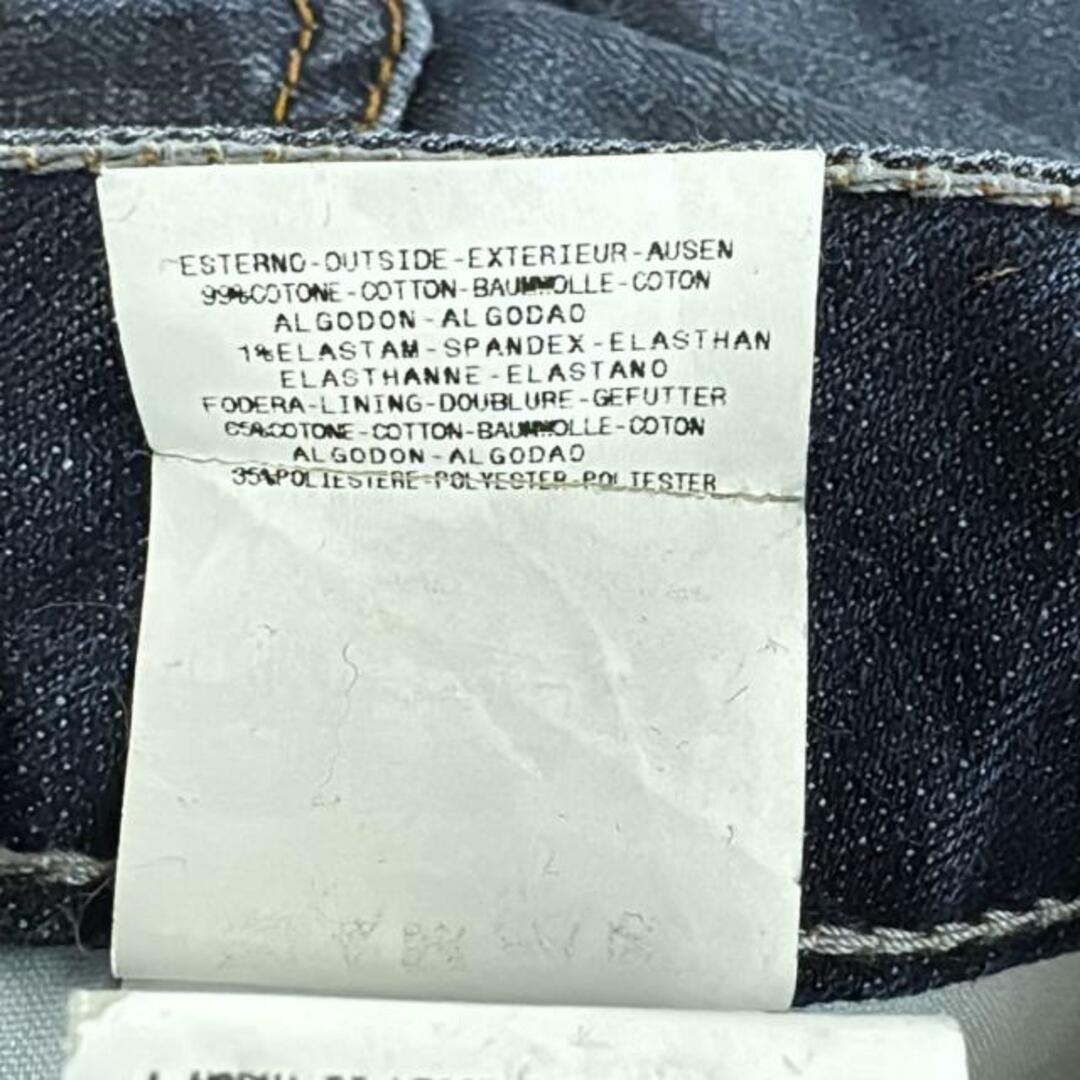 ESTERNO-OUTSIDE-EXTERIEUR-AUSEN
99%COTONE-COTTON-BAUMWOLLE-COTON
ALGODON-ALGODAO
1%ELASTAM-SPANDEX-ELASTHAN
ELASTHANNE-ELASTANO
FODERA-LINING-DOUBLURE-GEFUTTER
65%COTONE-COTTON-BAUMWOLLE-COTON
ALGODON-ALGODAO
35%POLIESTERE-POLYESTER-POLIESTER